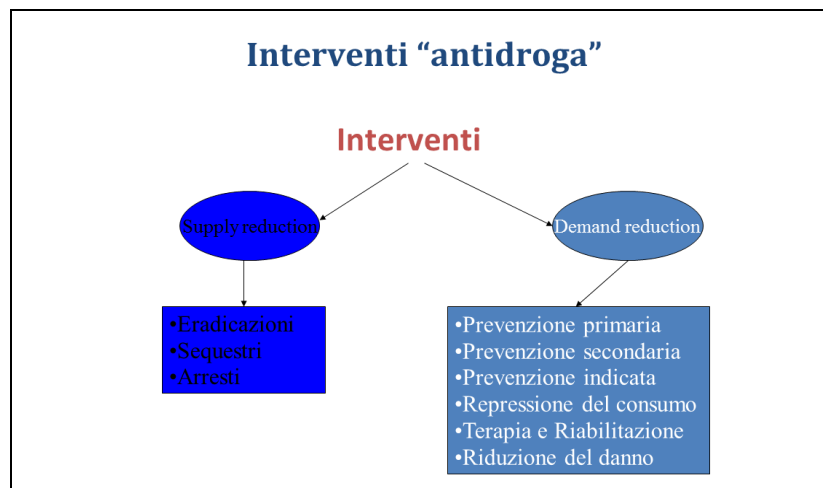 Interventi “antidroga”
Interventi
Supply reduction
Demand reduction
•Eradicazioni
•Sequestri
•Arresti
•Prevenzione primaria
•Prevenzione secondaria
•Prevenzione indicata
•Repressione del consumo
•Terapia e Riabilitazione
•Riduzione del danno